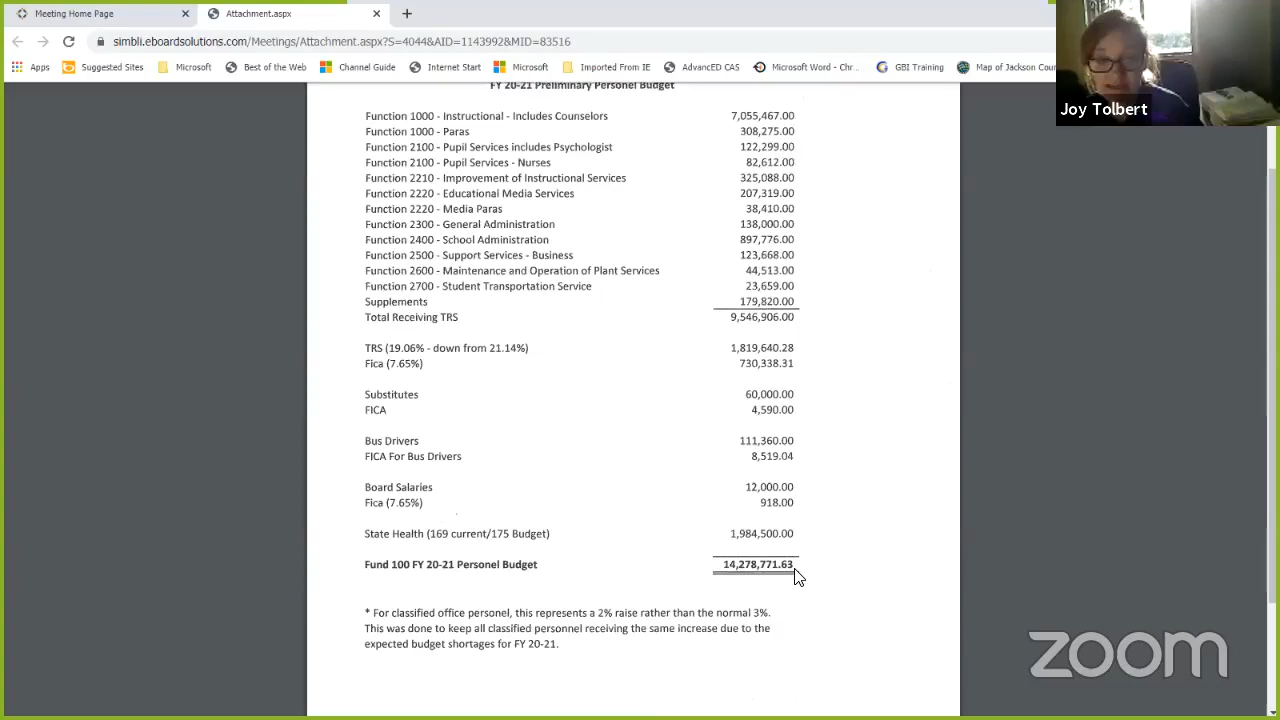 Meeting Home Page
Attachment.aspx
simbli.eboardsolutions.com/Meetings/Attachment.aspx?S=4044&AID=1143992&MID=83516
Apps Suggested Sites Microsoft Best of the Web Channel Guide Internet Start Microsoft Imported From IE AdvancED CAS Microsoft Word - Chr... GBI Training Map of Jackson Cou
Joy Tolbert
FY 20-21 Preliminary Personel Budget
Function 1000 - Instructional - Includes Counselors 7,055,467.00
Function 1000 - Paras 308,275.00
Function 2100 - Pupil Services includes Psychologist 122,299.00
Function 2100 - Pupil Services - Nurses 82,612.00
Function 2210 - Improvement of Instructional Services 325,088.00
Function 2220 - Educational Media Services 207,319.00
Function 2220 - Media Paras 38,410.00
Function 2300 - General Administration 138,000.00
Function 2400 - School Administration 897,776.00
Function 2500 - Support Services - Business 123,668.00
Function 2600 - Maintenance and Operation of Plant Services 44,513.00
Function 2700 - Student Transportation Service 23,659.00
Supplements 179,820.00
Total Receiving TRS 9,546,906.00
TRS (19.06% - down from 21.14%) 1,819,640.28
Fica (7.65%) 730,338.31
Substitutes 60,000.00
FICA 4,590.00
Bus Drivers 111,360.00
FICA For Bus Drivers 8,519.04
Board Salaries 12,000.00
Fica (7.65%) 918.00
State Health (169 current/175 Budget) 1,984,500.00
Fund 100 FY 20-21 Personel Budget 14,278,771.63
* For classified office personel, this represents a 2% raise rather than the normal 3%.
This was done to keep all classified personnel receiving the same increase due to the
expected budget shortages for FY 20-21.
zoom